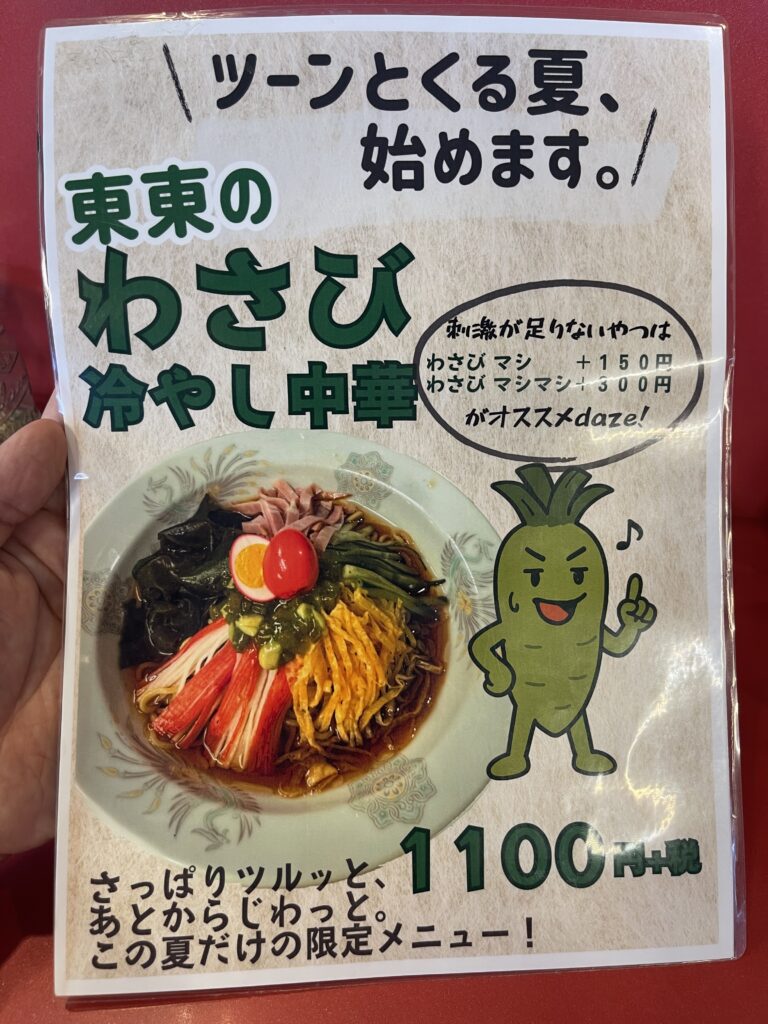 ツーンとくる夏、
始めます。
東東の
わさび
冷やし中華
刺激が足りないやつは
わさび マシ ＋１５０円
わさび マシマシ＋３００円
がオススメdaze!
1100円+税
さっぱりツルッと、
あとからじわっと。
この夏だけの限定メニュー！